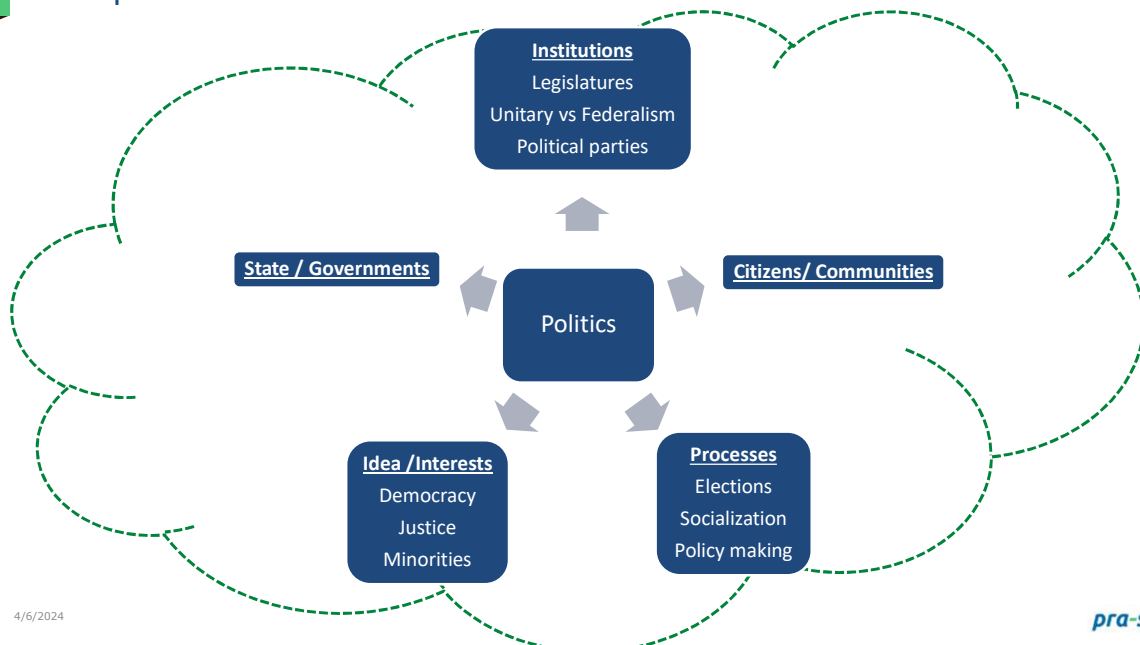 Institutions
Legislatures
Unitary vs Federalism
Political parties
State / Governments
Citizens/ Communities
Politics
Idea /Interests
Democracy
Justice
Minorities
Processes
Elections
Socialization
Policy making
4/6/2024